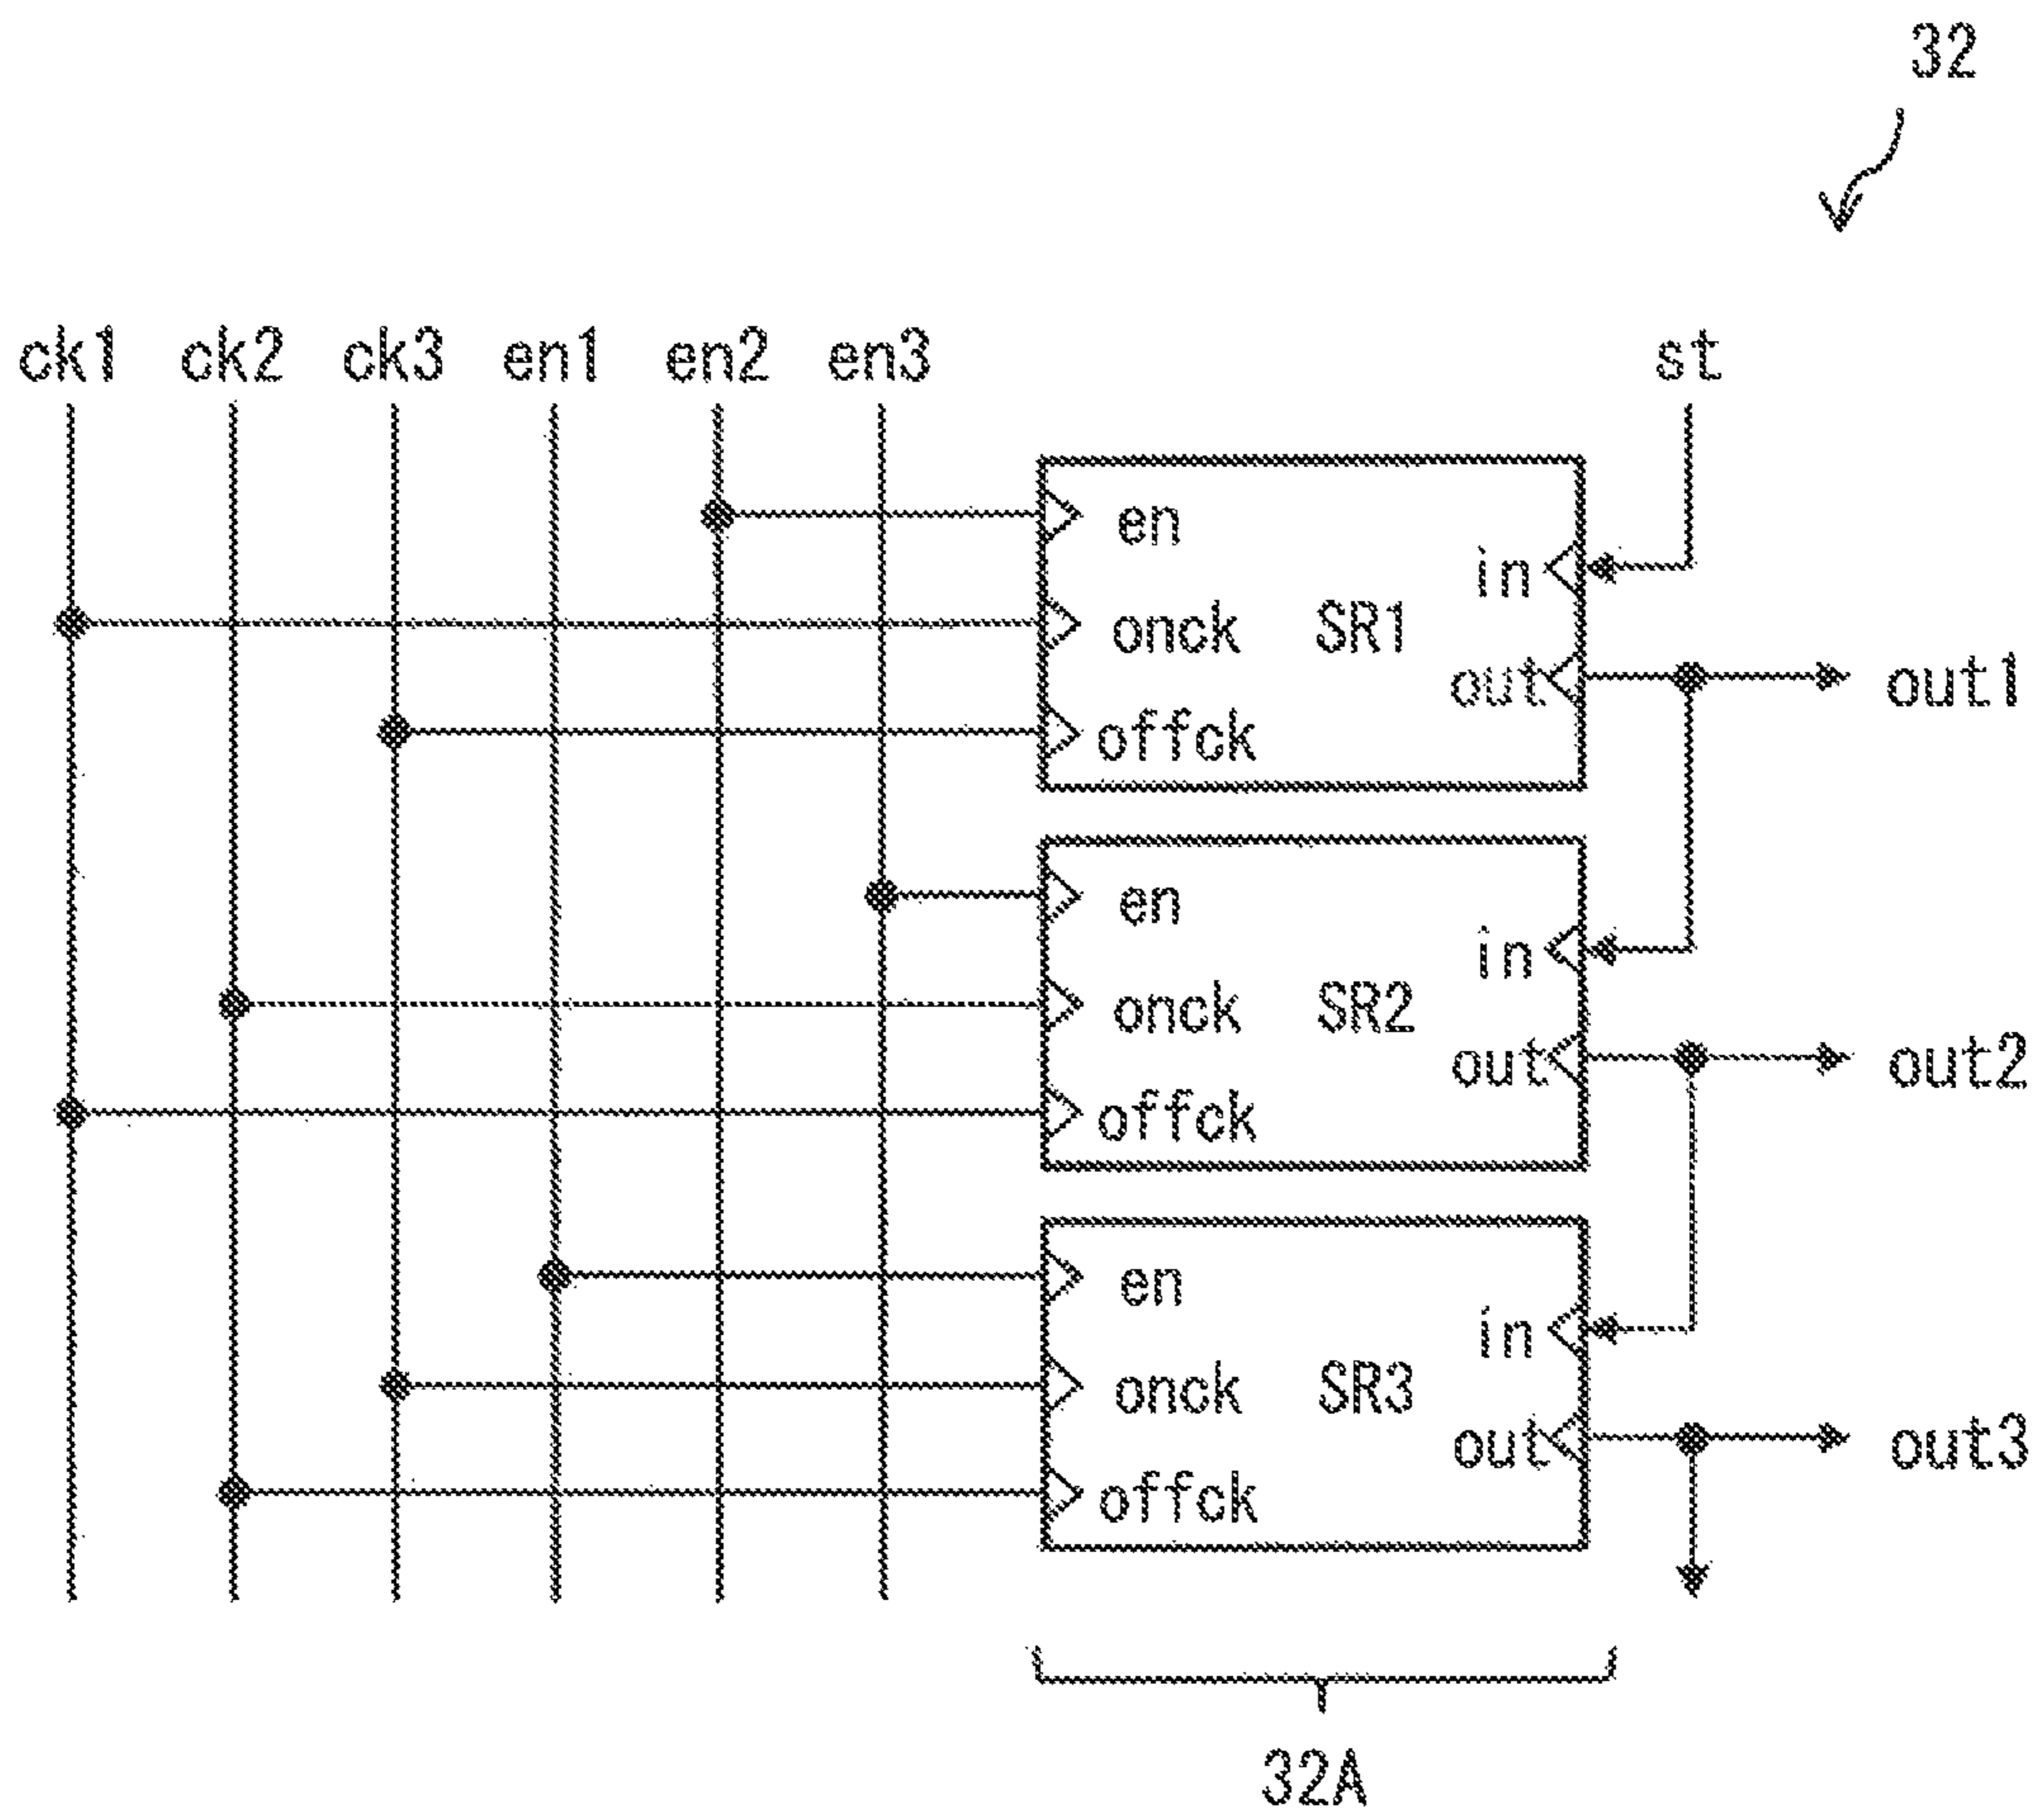 32
ck1 ck2 ck3 en1 en2 en3 st
en
in
onck SR1
out out1
offck
en
in
onck SR2
out out2
offck
en
in
onck SR3
out out3
offck
32A